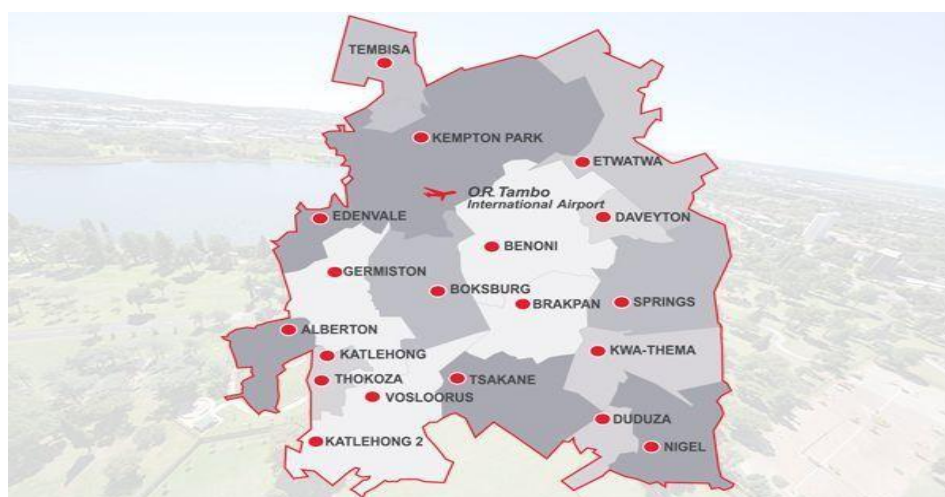 TEMBISA
KEMPTON PARK
ETWATWA
O.R. Tambo
International Airport
EDENVALE
DAVEYTON
BENONI
GERMISTON
BOKSBURG
BRAKPAN
SPRINGS
ALBERTON
KATLEHONG
KWA-THEMA
THOKOZA
TSAKANE
VOSLOORUS
DUDUZA
KATLEHONG 2
NIGEL